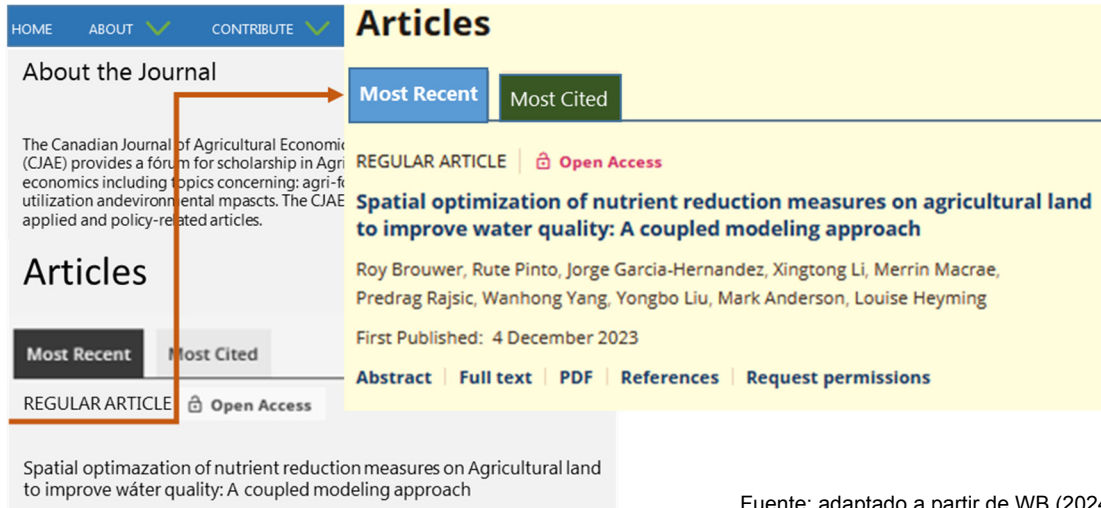 HOME ABOUT CONTRIBUTE
About the Journal
The Canadian Journal of Agricultural Economic
(CJAE) provides a fórum for scholarship in Agri
economics including topics concerning: agri-fo
utilization andevironmental mpascts. The CJAE
applied and policy-related articles.
Articles
Most Recent Most Cited
REGULAR ARTICLE Open Access
Spatial optimazation of nutrient reduction measures on Agricultural land
to improve wáter quality: A coupled modeling approach
Articles
Most Recent Most Cited
REGULAR ARTICLE Open Access
Spatial optimization of nutrient reduction measures on agricultural land
to improve water quality: A coupled modeling approach
Roy Brouwer, Rute Pinto, Jorge Garcia-Hernandez, Xingtong Li, Merrin Macrae,
Predrag Rajsic, Wanhong Yang, Yongbo Liu, Mark Anderson, Louise Heyming
First Published: 4 December 2023
Abstract | Full text | PDF | References | Request permissions
Fuente: adaptado a partir de WB (2024